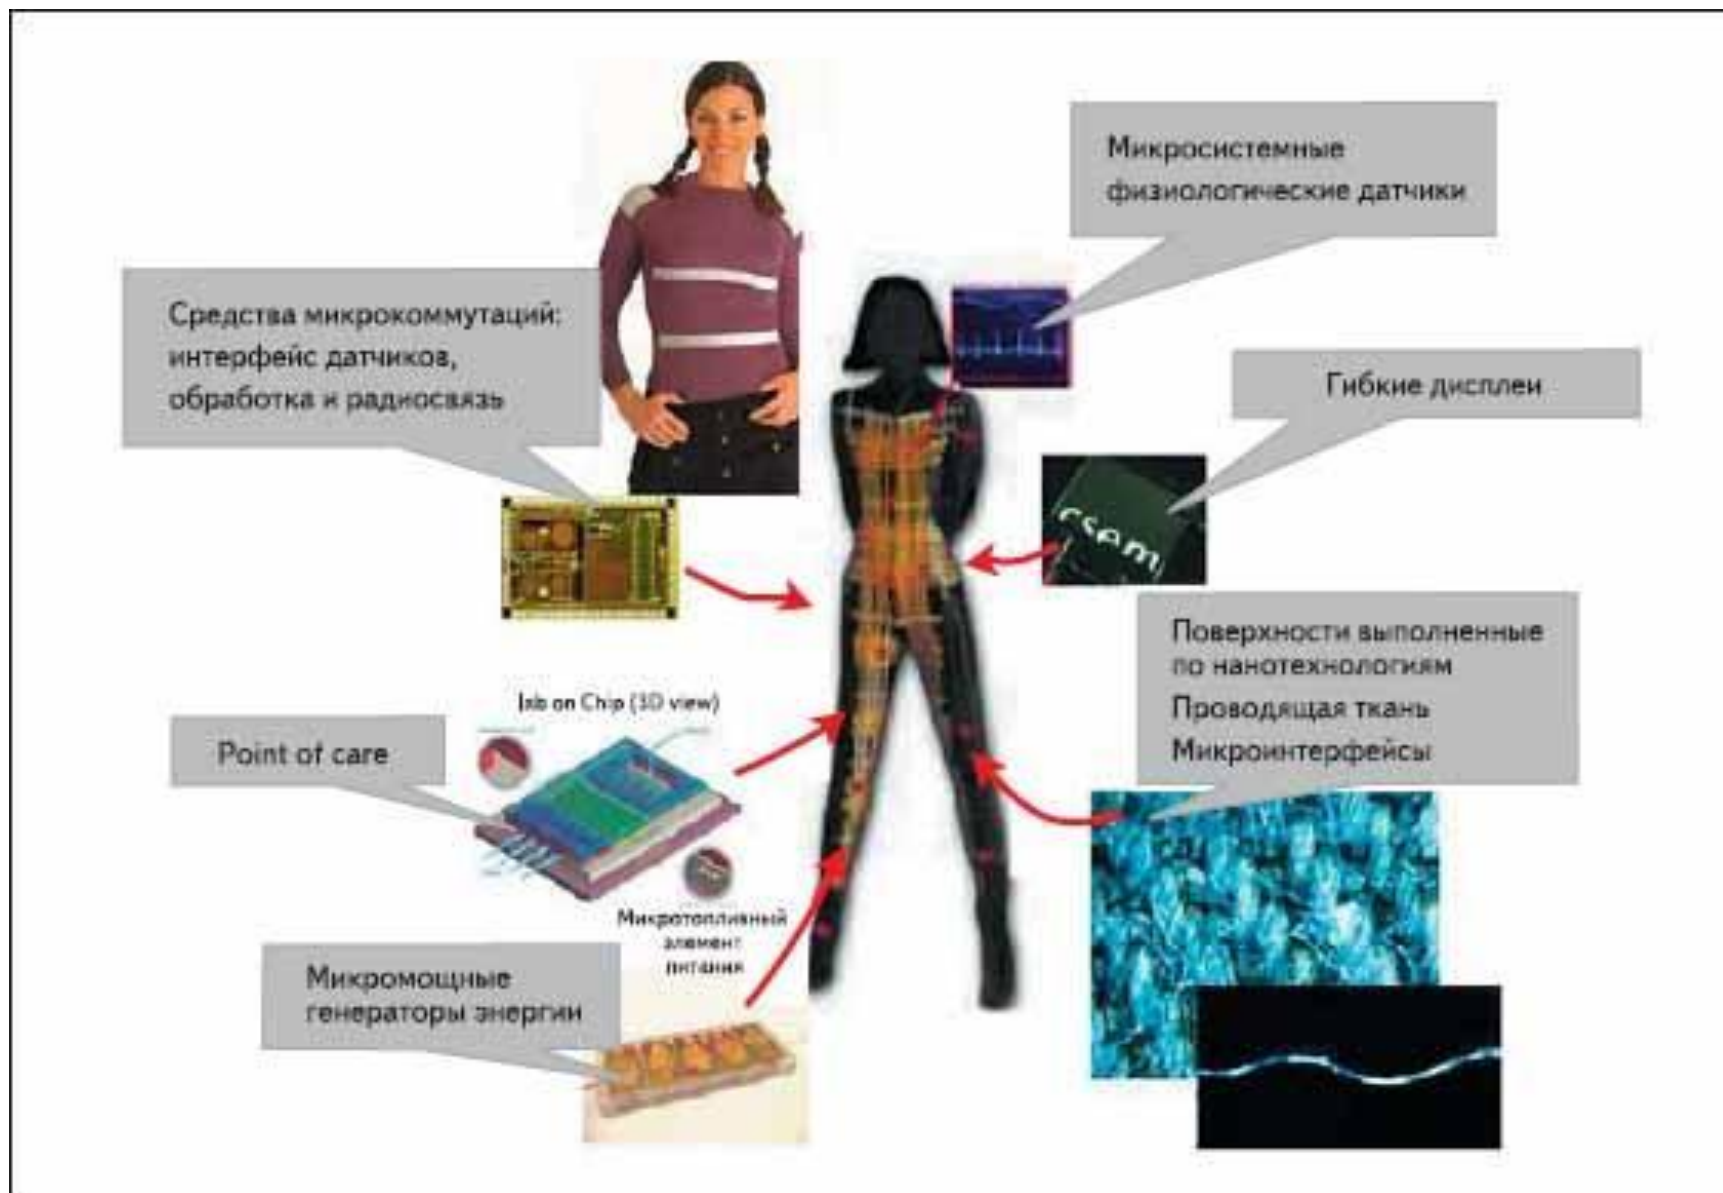 Микросистемные
физиологические датчики
Средства микрокоммутаций:
интерфейс датчиков,
обработка и радиосвязь
Гибкие дисплеи
csem
Поверхности выполненные
по нанотехнологиям
Проводящая ткань
Микроинтерфейсы
lab on Chip (3D view)
Point of care
Микротопливный
элемент
питания
Микромощные
генераторы энергии